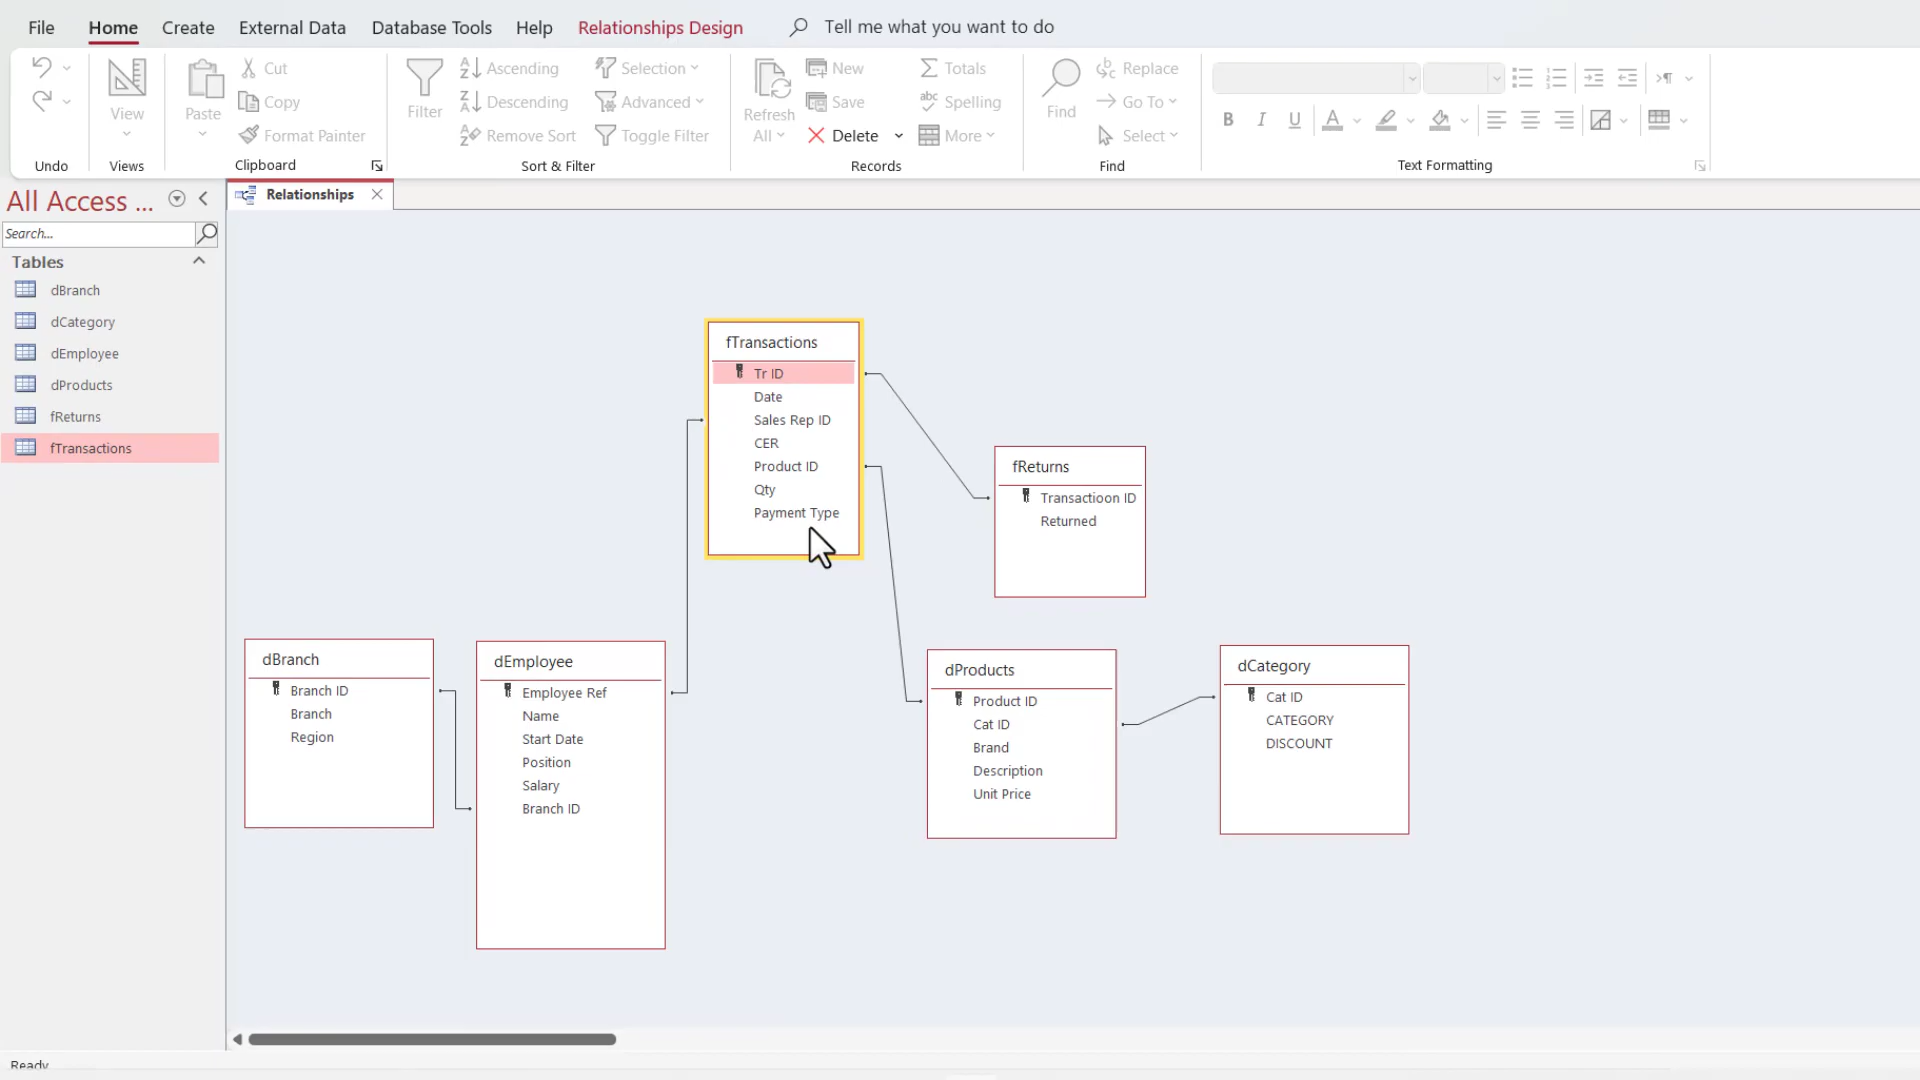 File Home Create External Data Database Tools Help Relationships Design Tell me what you want to do
View
Paste
Cut
Copy
Format Painter
Filter
Ascending
Descending
Remove Sort
Selection
Advanced
Toggle Filter
Refresh
All
New
Save
Delete
Totals
Spelling
More
Find
Replace
Go To
Select
B I U A
Undo Views Clipboard Sort & Filter Records Find Text Formatting
All Access ...
Search...
Tables
dBranch
dCategory
dEmployee
dProducts
fReturns
fTransactions
Relationships
fTransactions
Tr ID
Date
Sales Rep ID
CER
Product ID
Qty
Payment Type
fReturns
Transactioon ID
Returned
dBranch
Branch ID
Branch
Region
dEmployee
Employee Ref
Name
Start Date
Position
Salary
Branch ID
dProducts
Product ID
Cat ID
Brand
Description
Unit Price
dCategory
Cat ID
CATEGORY
DISCOUNT
Ready